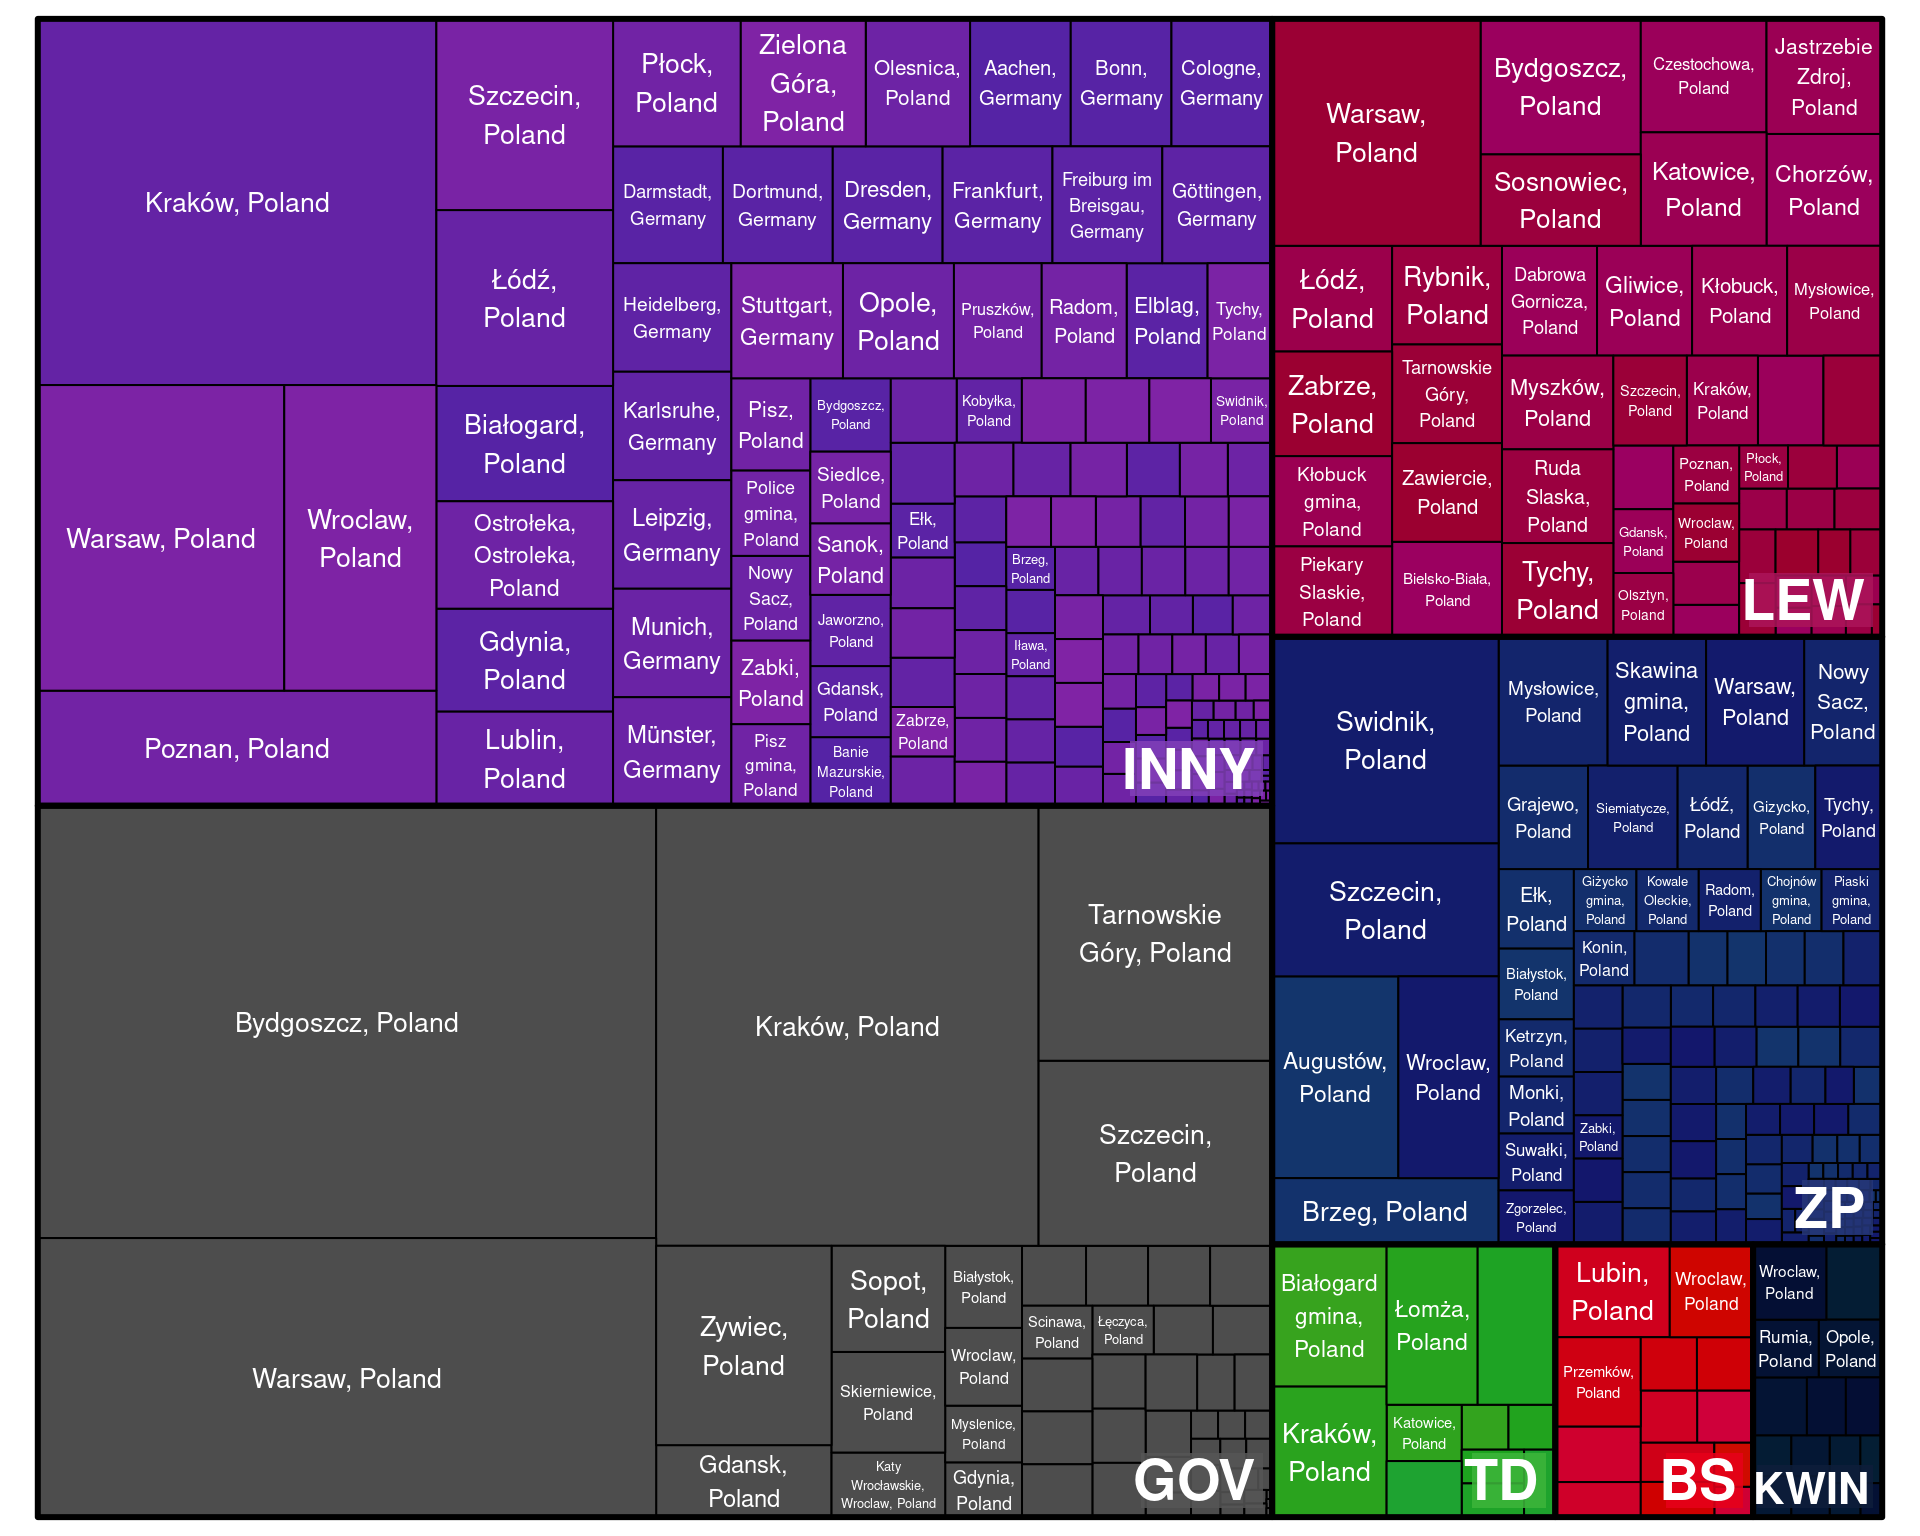 Kraków, Poland
Warsaw, Poland
Wroclaw,
Poland
Poznan, Poland
Szczecin,
Poland
Łódź,
Poland
Białogard,
Poland
Ostrołeka,
Ostroleka,
Poland
Gdynia,
Poland
Lublin,
Poland
Płock,
Poland
Zielona
Góra,
Poland
Olesnica,
Poland
Aachen,
Germany
Bonn,
Germany
Cologne,
Germany
Darmstadt,
Germany
Dortmund,
Germany
Dresden,
Germany
Frankfurt,
Germany
Freiburg im
Breisgau,
Germany
Göttingen,
Germany
Heidelberg,
Germany
Karlsruhe,
Germany
Leipzig,
Germany
Munich,
Germany
Münster,
Germany
Stuttgart,
Germany
Opole,
Poland
Pruszków,
Poland
Radom,
Poland
Elblag,
Poland
Tychy,
Poland
Pisz,
Poland
Police
gmina,
Poland
Nowy
Sacz,
Poland
Zabki,
Poland
Pisz
gmina,
Poland
Bydgoszcz,
Poland
Siedlce,
Poland
Sanok,
Poland
Jaworzno,
Poland
Gdansk,
Poland
Banie
Mazurskie,
Poland
Kobyłka,
Poland
Swidnik,
Poland
Ełk,
Poland
Zabrze,
Poland
Brzeg,
Poland
Iława,
Poland
INNY
Bydgoszcz, Poland
Warsaw, Poland
Kraków, Poland
Tarnowskie
Góry, Poland
Szczecin,
Poland
Zywiec,
Poland
Gdansk,
Poland
Sopot,
Poland
Skierniewice,
Poland
Katy
Wrocławskie,
Wroclaw, Poland
Białystok,
Poland
Wroclaw,
Poland
Myslenice,
Poland
Gdynia,
Poland
Scinawa,
Poland
Łęczyca,
Poland
GOV
Warsaw,
Poland
Bydgoszcz,
Poland
Sosnowiec,
Poland
Czestochowa,
Poland
Jastrzebie
Zdroj,
Poland
Katowice,
Poland
Chorzów,
Poland
Łódź,
Poland
Zabrze,
Poland
Kłobuck
gmina,
Poland
Piekary
Slaskie,
Poland
Rybnik,
Poland
Tarnowskie
Góry,
Poland
Zawiercie,
Poland
Bielsko-Biała,
Poland
Dabrowa
Gornicza,
Poland
Gliwice,
Poland
Kłobuck,
Poland
Mysłowice,
Poland
Myszków,
Poland
Ruda
Slaska,
Poland
Tychy,
Poland
Szczecin,
Poland
Kraków,
Poland
Gdansk,
Poland
Olsztyn,
Poland
Poznan,
Poland
Wroclaw,
Poland
Płock,
Poland
LEW
Swidnik,
Poland
Szczecin,
Poland
Augustów,
Poland
Wroclaw,
Poland
Brzeg, Poland
Mysłowice,
Poland
Skawina
gmina,
Poland
Warsaw,
Poland
Nowy
Sacz,
Poland
Grajewo,
Poland
Siemiatycze,
Poland
Łódź,
Poland
Gizycko,
Poland
Tychy,
Poland
Ełk,
Poland
Białystok,
Poland
Ketrzyn,
Poland
Monki,
Poland
Suwałki,
Poland
Zgorzelec,
Poland
Giżycko
gmina,
Poland
Kowale
Oleckie,
Poland
Radom,
Poland
Chojnów
gmina,
Poland
Piaski
gmina,
Poland
Konin,
Poland
Zabki,
Poland
ZP
Białogard
gmina,
Poland
Kraków,
Poland
Łomża,
Poland
Katowice,
Poland
TD
Lubin,
Poland
Wroclaw,
Poland
Przemków,
Poland
BS
Wroclaw,
Poland
Rumia,
Poland
Opole,
Poland
KWIN